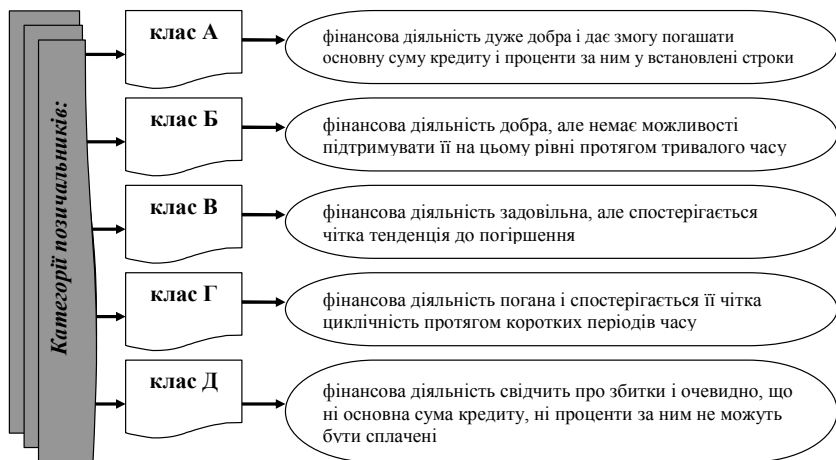 Категорії позичальників:
клас А
фінансова діяльність дуже добра і дає змогу погашати
основну суму кредиту і проценти за ним у встановлені строки
клас Б
фінансова діяльність добра, але немає можливості
підтримувати її на цьому рівні протягом тривалого часу
клас В
фінансова діяльність задовільна, але спостерігається
чітка тенденція до погіршення
клас Г
фінансова діяльність погана і спостерігається її чітка
циклічність протягом коротких періодів часу
клас Д
фінансова діяльність свідчить про збитки і очевидно, що
ні основна сума кредиту, ні проценти за ним не можуть
бути сплачені